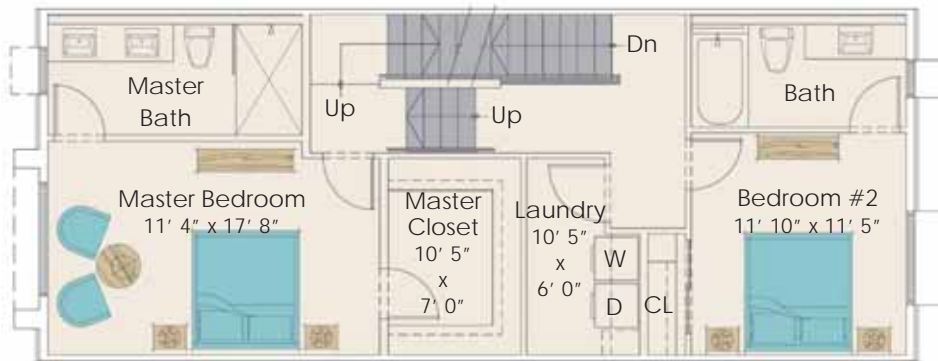 Dn
Master
Bath
Up
Up
Bath
Master Bedroom
11' 4" x 17' 8"
Master
Closet
10' 5"
x
7' 0"
Laundry
10' 5"
x
6' 0"
W
D
CL
Bedroom #2
11' 10" x 11' 5"